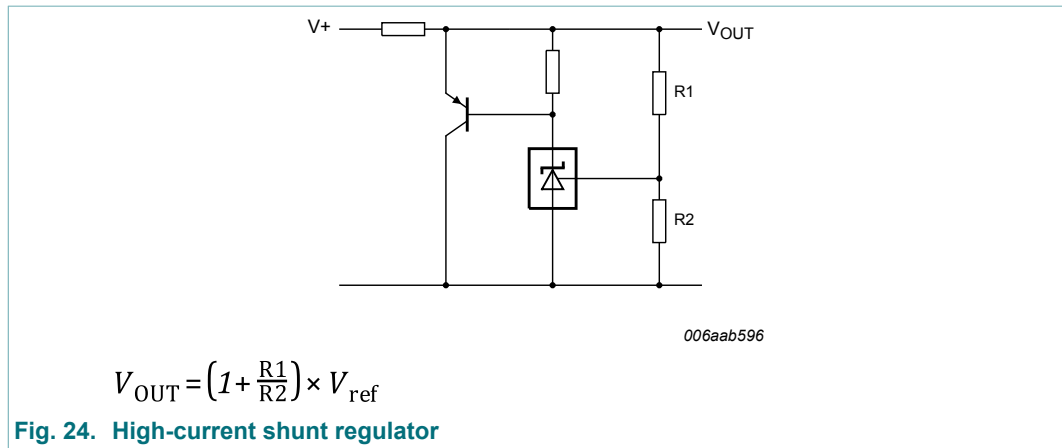 V+
VOUT
R1
R2
006aab596
VOUT = (1 + R1/R2) × Vref
Fig. 24. High-current shunt regulator